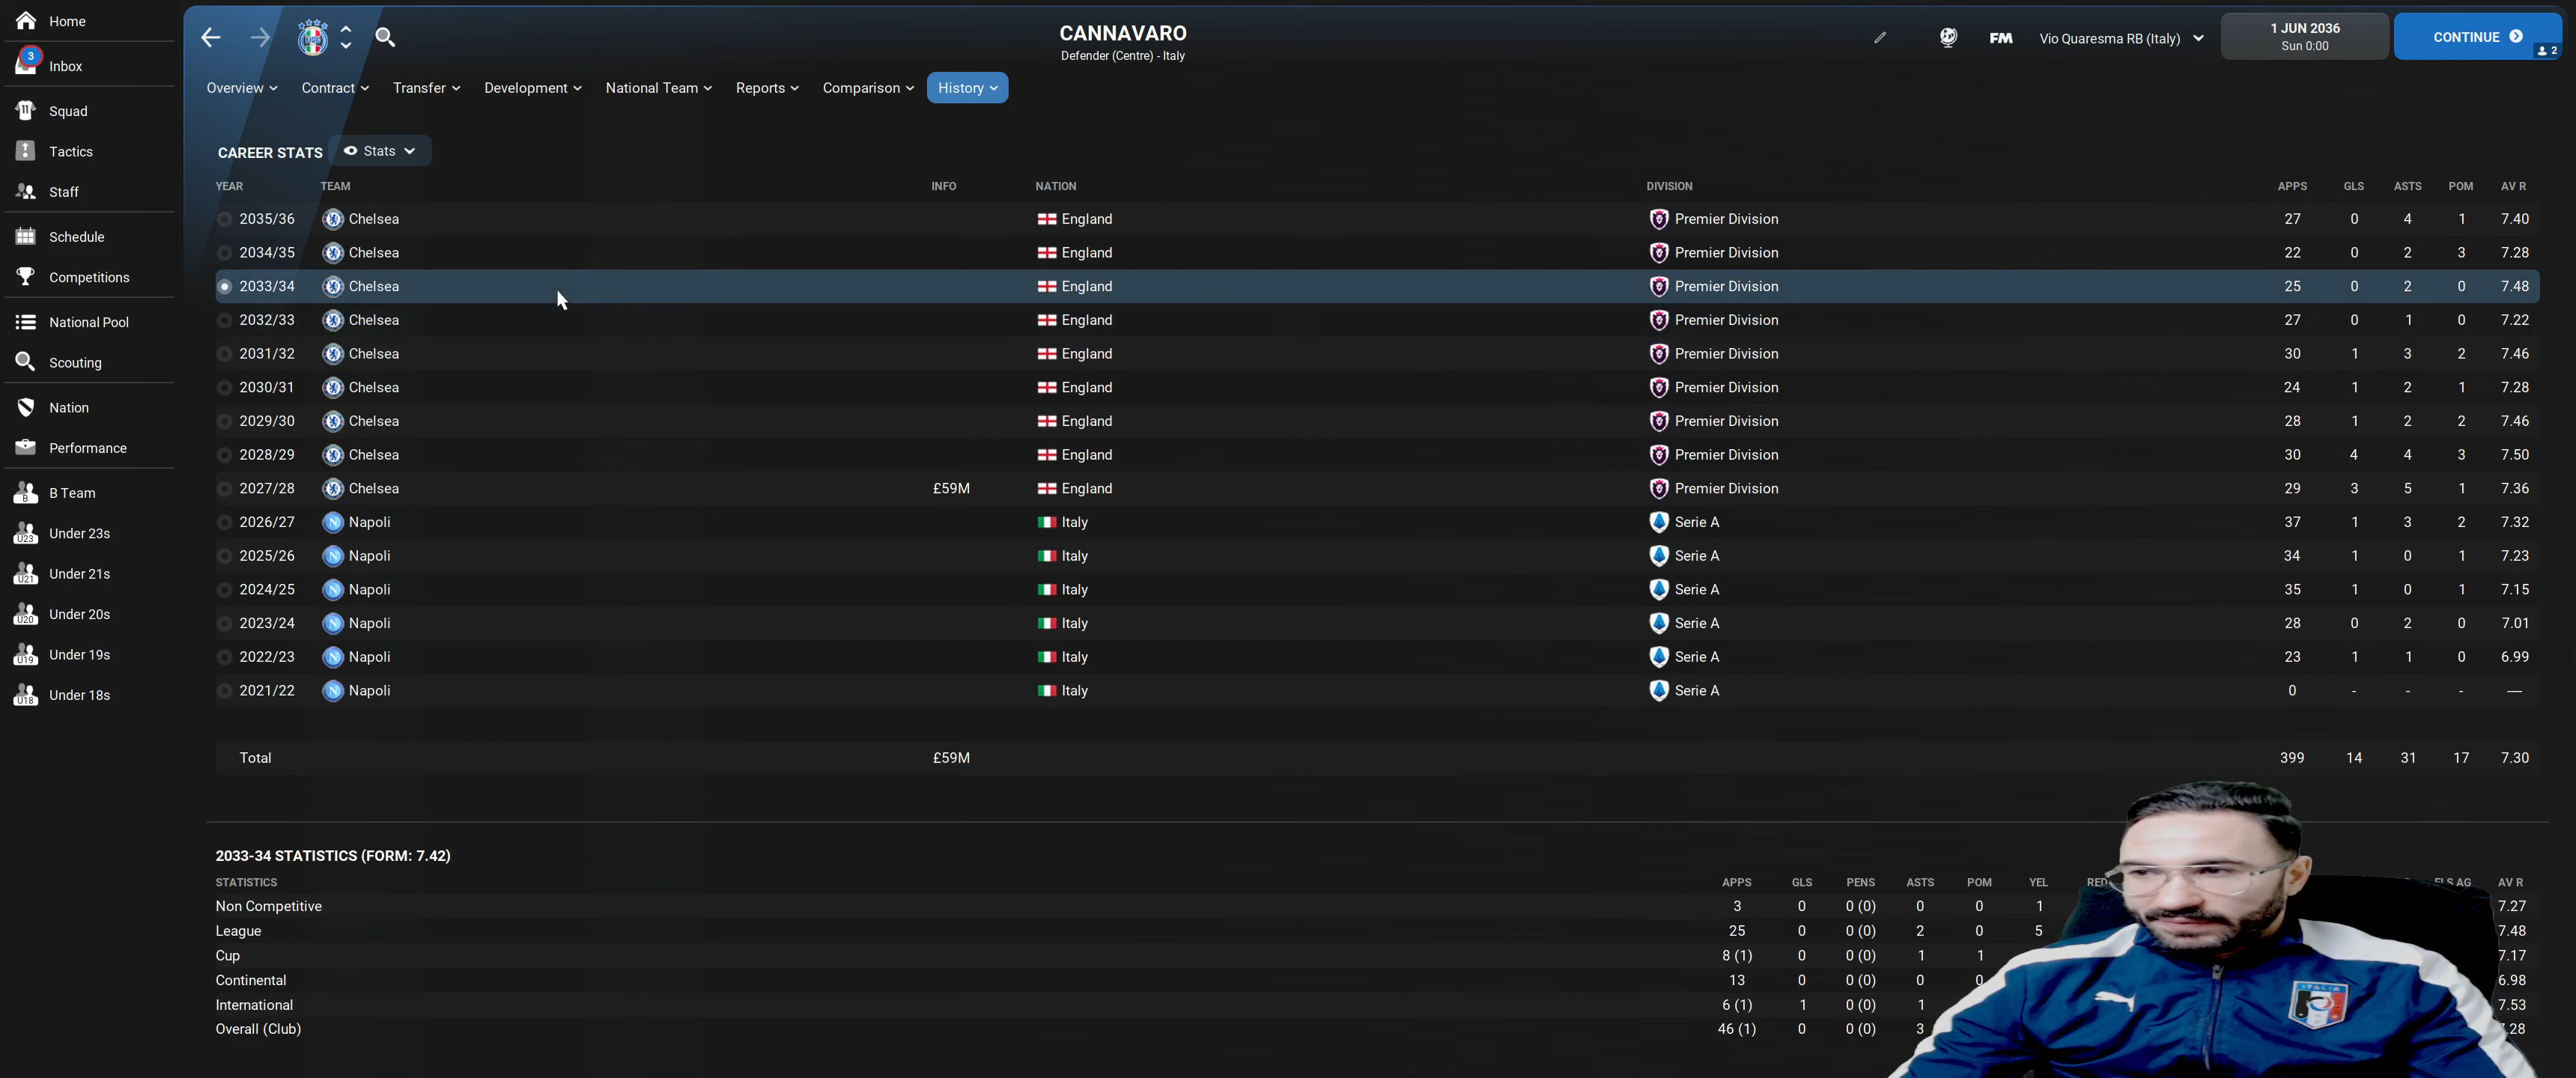 Home
CANNAVARO
Defender (Centre) - Italy
FM
Vio Quaresma RB (Italy)
1 JUN 2036
Sun 0:00
CONTINUE
2
3
Inbox
Overview Contract Transfer Development National Team Reports Comparison History
Squad
Tactics
Staff
Schedule
Competitions
National Pool
Scouting
Nation
Performance
B Team
Under 23s
Under 21s
Under 20s
Under 19s
Under 18s
CAREER STATS Stats
YEAR TEAM INFO NATION DIVISION APPS GLS ASTS POM AV R
2035/36 Chelsea England Premier Division 27 0 4 1 7.40
2034/35 Chelsea England Premier Division 22 0 2 3 7.28
2033/34 Chelsea England Premier Division 25 0 2 0 7.48
2032/33 Chelsea England Premier Division 27 0 1 0 7.22
2031/32 Chelsea England Premier Division 30 1 3 2 7.46
2030/31 Chelsea England Premier Division 24 1 2 1 7.28
2029/30 Chelsea England Premier Division 28 1 2 2 7.46
2028/29 Chelsea England Premier Division 30 4 4 3 7.50
2027/28 Chelsea £59M England Premier Division 29 3 5 1 7.36
2026/27 Napoli Italy Serie A 37 1 3 2 7.32
2025/26 Napoli Italy Serie A 34 1 0 1 7.23
2024/25 Napoli Italy Serie A 35 1 0 1 7.15
2023/24 Napoli Italy Serie A 28 0 2 0 7.01
2022/23 Napoli Italy Serie A 23 1 1 0 6.99
2021/22 Napoli Italy Serie A 0 - - - ---
Total £59M 399 14 31 17 7.30
2033-34 STATISTICS (FORM: 7.42)
STATISTICS APPS GLS PENS ASTS POM YEL RED FLS AG AV R
Non Competitive 3 0 0 (0) 0 0 1 7.27
League 25 0 0 (0) 2 0 5 7.48
Cup 8 (1) 0 0 (0) 1 1 7.17
Continental 13 0 0 (0) 0 0 6.98
International 6 (1) 1 0 (0) 1 7.53
Overall (Club) 46 (1) 0 0 (0) 3 7.28
ITALIA